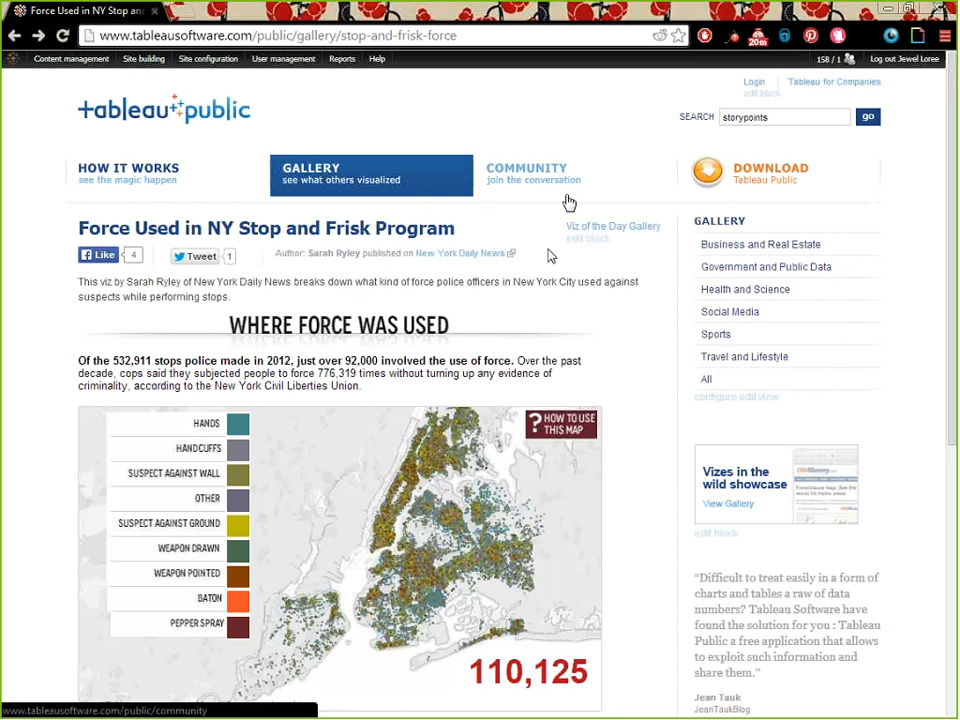 Force Used in NY Stop an
www.tableausoftware.com/public/gallery/stop-and-frisk-force
20m
Content management Site building Site configuration User management Reports Help 158 / 1 Log out Jewel Loree
Login Tableau for Companies
edit block
tableau public
SEARCH storypoints go
HOW IT WORKS
see the magic happen
GALLERY
see what others visualized
COMMUNITY
join the conversation
DOWNLOAD
Tableau Public
Force Used in NY Stop and Frisk Program
Viz of the Day Gallery
edit block
Like 4 Tweet 1 Author: Sarah Ryley published on New York Daily News
This viz by Sarah Ryley of New York Daily News breaks down what kind of force police officers in New York City used against
suspects while performing stops.
WHERE FORCE WAS USED
Of the 532,911 stops police made in 2012, just over 92,000 involved the use of force. Over the past
decade, cops said they subjected people to force 776,319 times without turning up any evidence of
criminality, according to the New York Civil Liberties Union.
HANDS
HANDCUFFS
SUSPECT AGAINST WALL
OTHER
SUSPECT AGAINST GROUND
WEAPON DRAWN
WEAPON POINTED
BATON
PEPPER SPRAY
? HOW TO USE
THIS MAP
110,125
GALLERY
Business and Real Estate
Government and Public Data
Health and Science
Social Media
Sports
Travel and Lifestyle
All
configure edit view
Vizes in the
wild showcase
View Gallery
edit block
“Difficult to treat easily in a form of
charts and tables a raw of data
numbers? Tableau Software have
found the solution for you : Tableau
Public a free application that allows
to exploit such information and
share them.”
Jean Tauk
JeanTaukBlog
www.tableausoftware.com/public/community